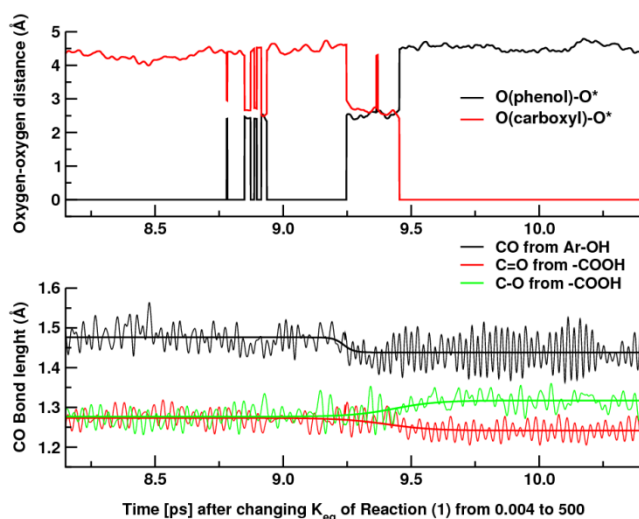 Oxygen-oxygen distance (Å)
5
4
3
2
1
0
O(phenol)-O*
O(carboxyl)-O*
8.5 9.0 9.5 10.0
CO from Ar-OH
C=O from -COOH
C-O from -COOH
CO Bond lenght (Å)
1.6
1.5
1.4
1.3
1.2
8.5 9.0 9.5 10.0
Time [ps] after changing Keq of Reaction (1) from 0.004 to 500